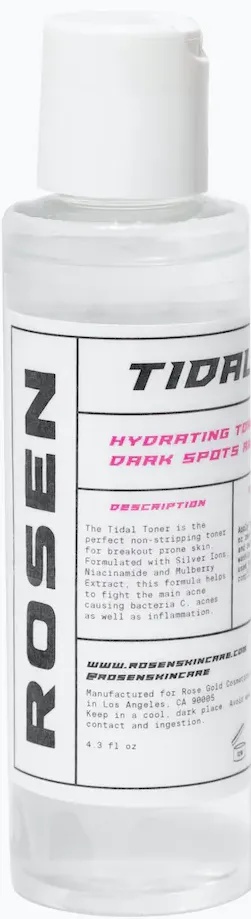 ROSEN
TIDAL
HYDRATING
DARK SPOTS
DESCRIPTION
The Tidal Toner is the
perfect non-stripping toner
for breakout prone skin.
Formulated with Silver Ions,
Niacinamide and Mulberry
Extract, this formula helps
to fight the main acne
causing bacteria C. acnes
as well as inflammation.
WWW.ROSENSKINCARE.COM
@ROSENSKINCARE
Manufactured for Rose Gold
in Los Angeles, CA 90005
Keep in a cool, dark place. Avoid
contact and ingestion.
4.3 fl oz